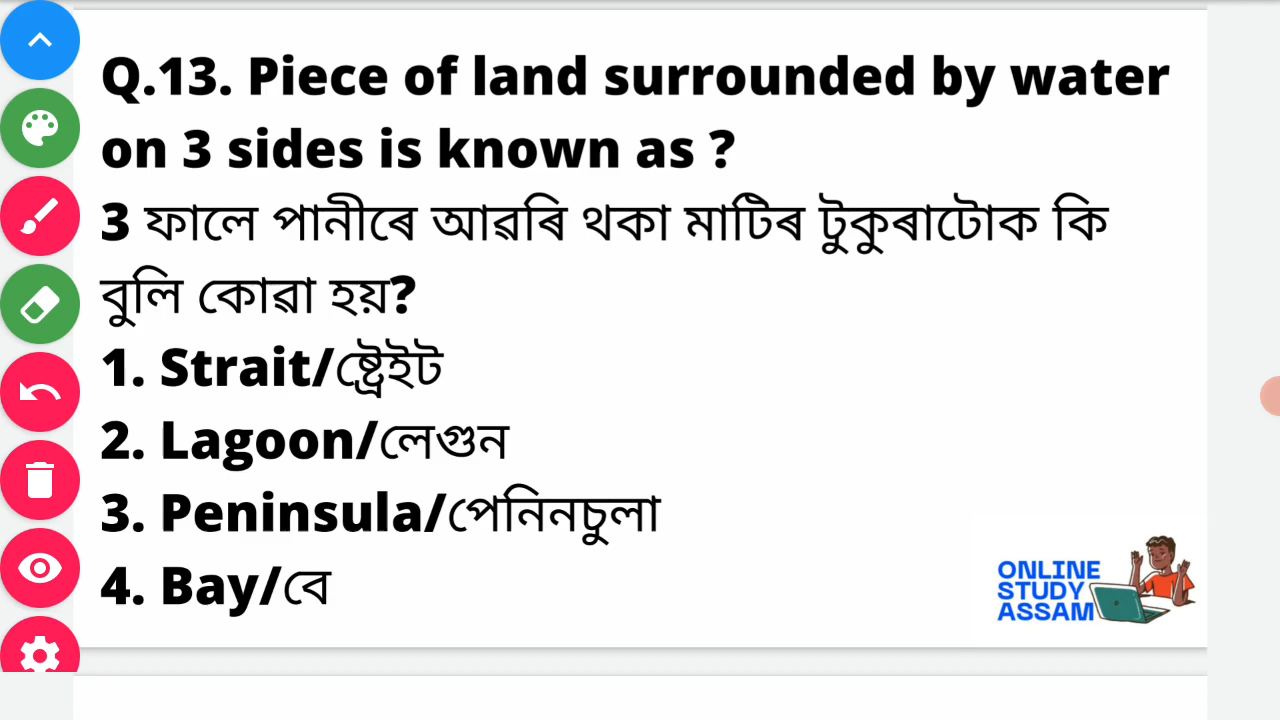 Q.13. Piece of land surrounded by water
on 3 sides is known as ?
3 ফালে পানীৰে আৱৰি থকা মাটিৰ টুকুৰাটোক কি
বুলি কোৱা হয়?
1. Strait/ষ্ট্ৰেইট
2. Lagoon/লেগুন
3. Peninsula/পেনিনচুলা
4. Bay/বে
ONLINE
STUDY
ASSAM